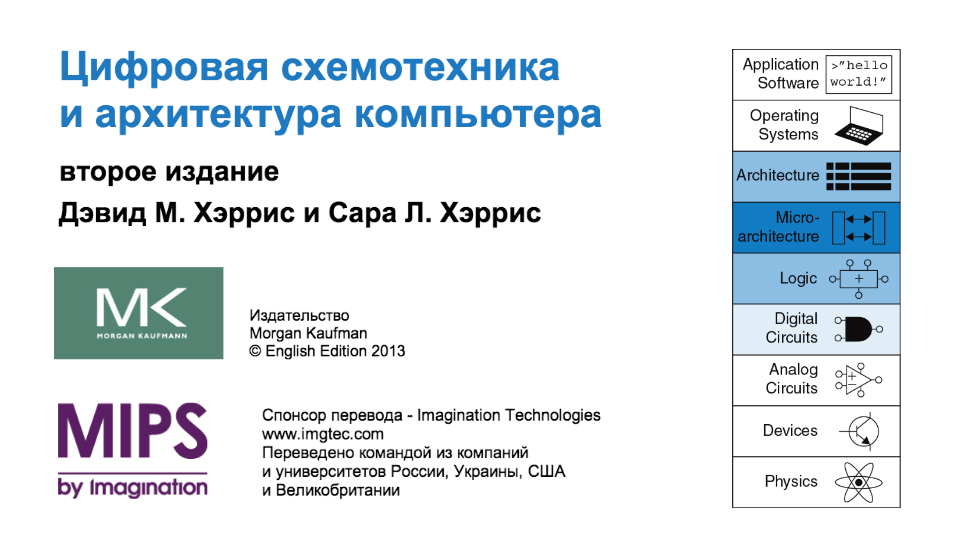 Цифровая схемотехника
и архитектура компьютера
второе издание
Дэвид М. Хэррис и Сара Л. Хэррис
MK
MORGAN KAUFMANN
Издательство
Morgan Kaufman
© English Edition 2013
MIPS
by Imagination
Спонсор перевода - Imagination Technologies
www.imgtec.com
Переведено командой из компаний
и университетов России, Украины, США
и Великобритании
Application
Software
>"hello
world!"
Operating
Systems
Architecture
Micro-
architecture
Logic
+
Digital
Circuits
Analog
Circuits
+
-
Devices
Physics